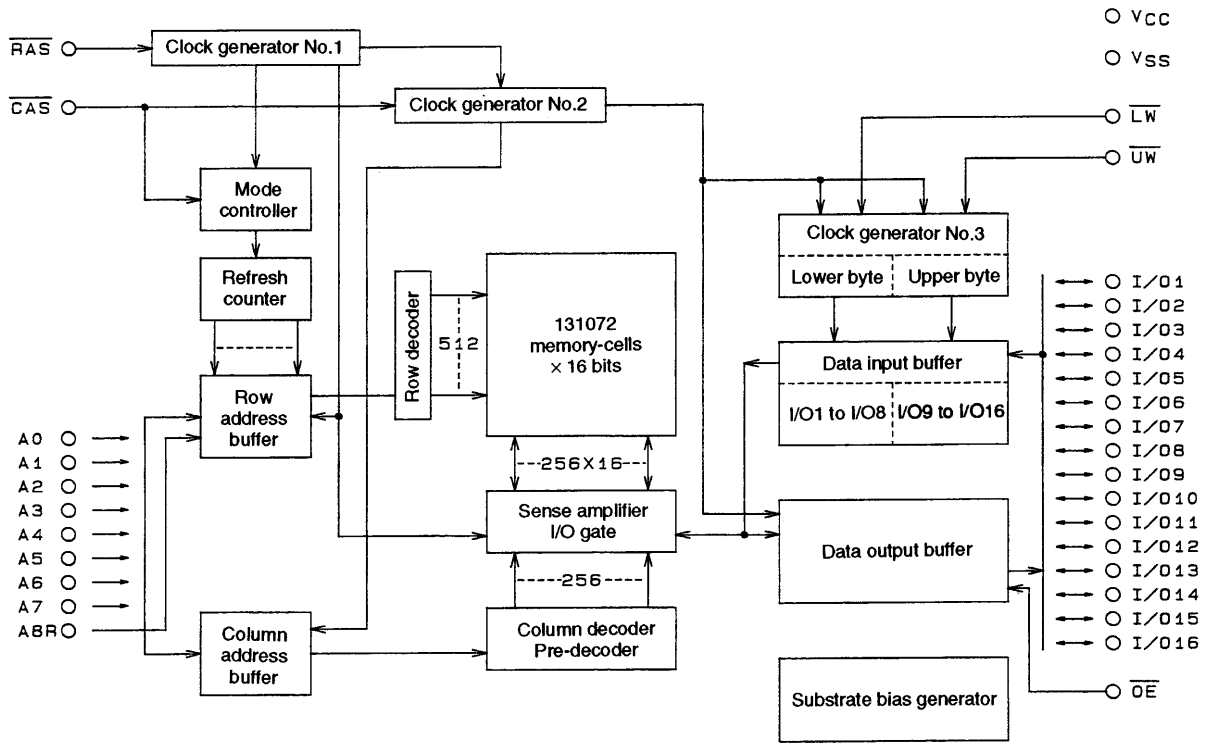 RAS
CAS
Clock generator No.1
Clock generator No.2
VCC
VSS
LW
UW
Mode
controller
Refresh
counter
Row
address
buffer
Row decoder
512
131072
memory-cells
× 16 bits
256X16
Sense amplifier
I/O gate
256
Column decoder
Pre-decoder
Column
address
buffer
A0
A1
A2
A3
A4
A5
A6
A7
A8R
Clock generator No.3
Lower byte
Upper byte
Data input buffer
I/O1 to I/O8
I/O9 to I/O16
Data output buffer
Substrate bias generator
I/O1
I/O2
I/O3
I/O4
I/O5
I/O6
I/O7
I/O8
I/O9
I/O10
I/O11
I/O12
I/O13
I/O14
I/O15
I/O16
OE